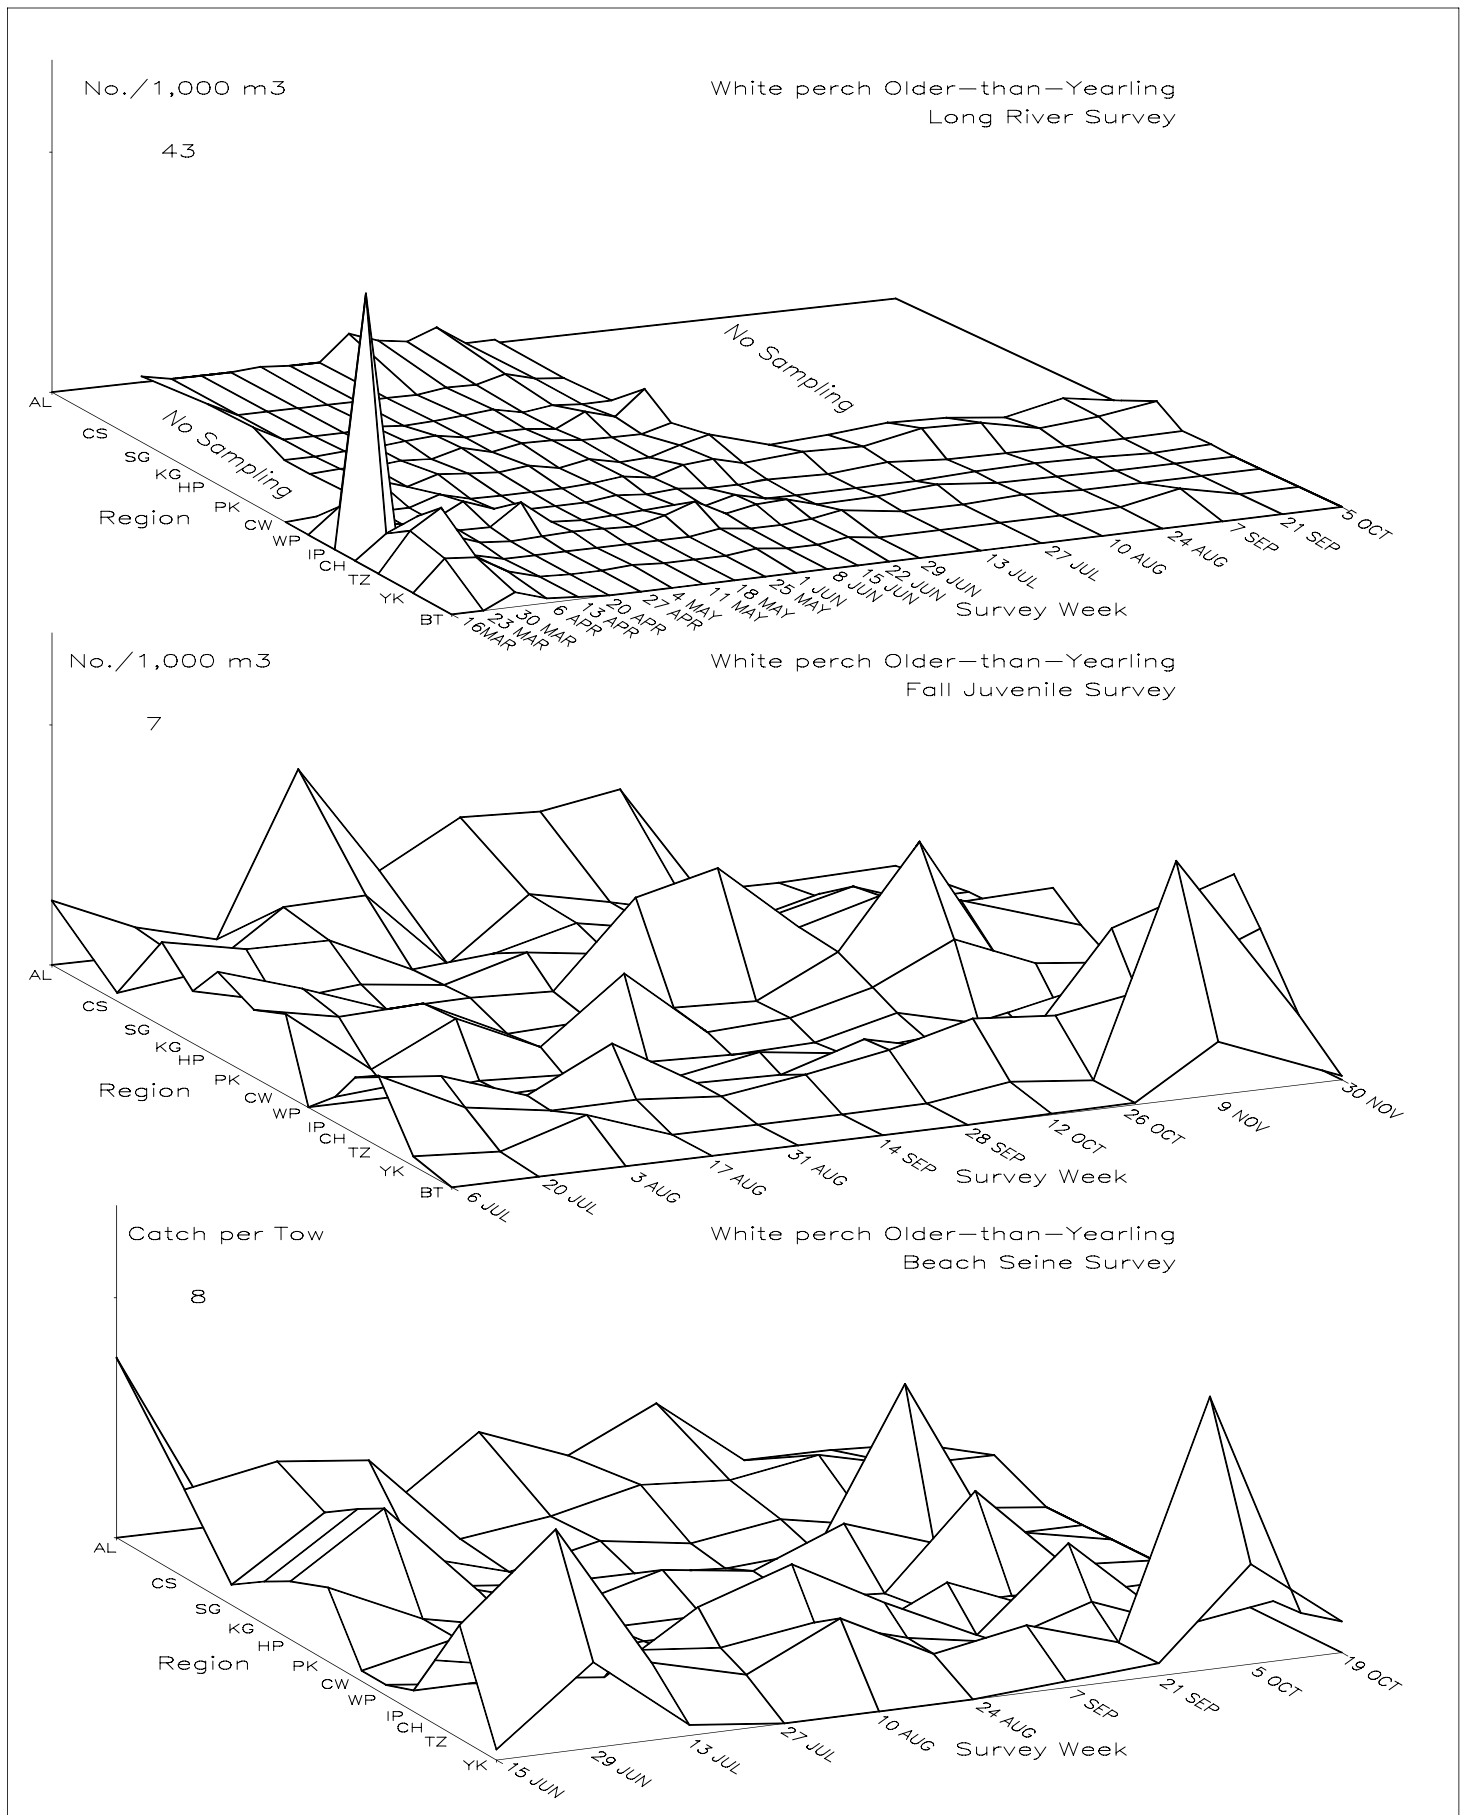 No./1,000 m3
White perch Older-than-Yearling
Long River Survey
43
No Sampling
AL
CS
SG
KG
HP
PK
CW
WP
IP
CH
TZ
YK
BT
No Sampling
Region
16MAR
23 MAR
30 MAR
6 APR
13 APR
20 APR
27 APR
4 MAY
11 MAY
18 MAY
25 MAY
1 JUN
8 JUN
15 JUN
22 JUN
29 JUN
13 JUL
27 JUL
10 AUG
24 AUG
7 SEP
21 SEP
5 OCT
Survey Week
No./1,000 m3
White perch Older-than-Yearling
Fall Juvenile Survey
7
AL
CS
SG
KG
HP
PK
CW
WP
IP
CH
TZ
YK
BT
Region
6 JUL
20 JUL
3 AUG
17 AUG
31 AUG
14 SEP
28 SEP
12 OCT
26 OCT
9 NOV
30 NOV
Survey Week
Catch per Tow
White perch Older-than-Yearling
Beach Seine Survey
8
AL
CS
SG
KG
HP
PK
CW
WP
IP
CH
TZ
YK
Region
15 JUN
29 JUN
13 JUL
27 JUL
10 AUG
24 AUG
7 SEP
21 SEP
5 OCT
19 OCT
Survey Week